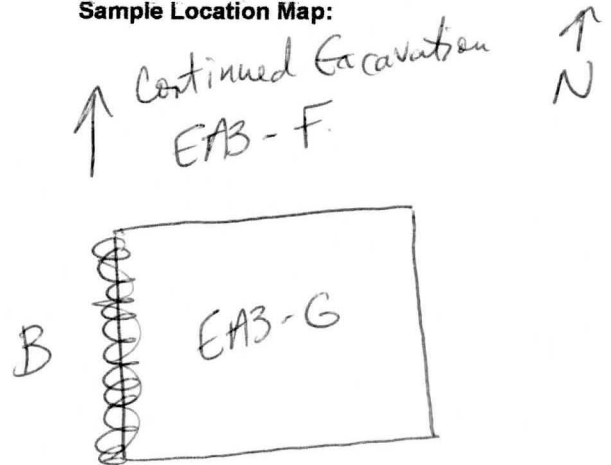 Sample Location Map:
Continued Excavation
N
EA3-F
EA3-G
B